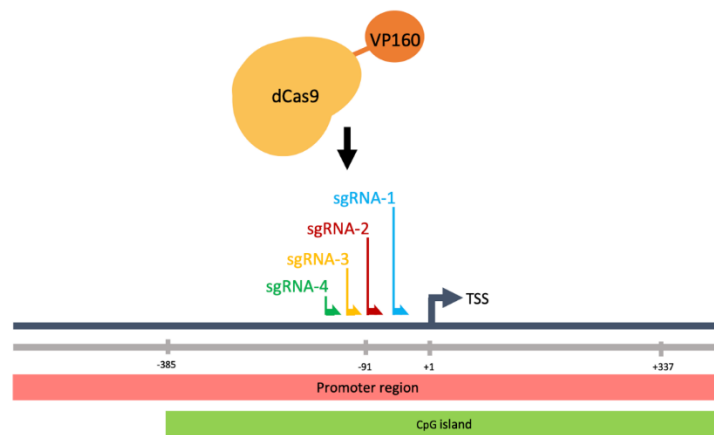 VP160
dCas9
sgRNA-1
sgRNA-2
sgRNA-3
sgRNA-4
TSS
-385
-91
+1
+337
Promoter region
CpG island